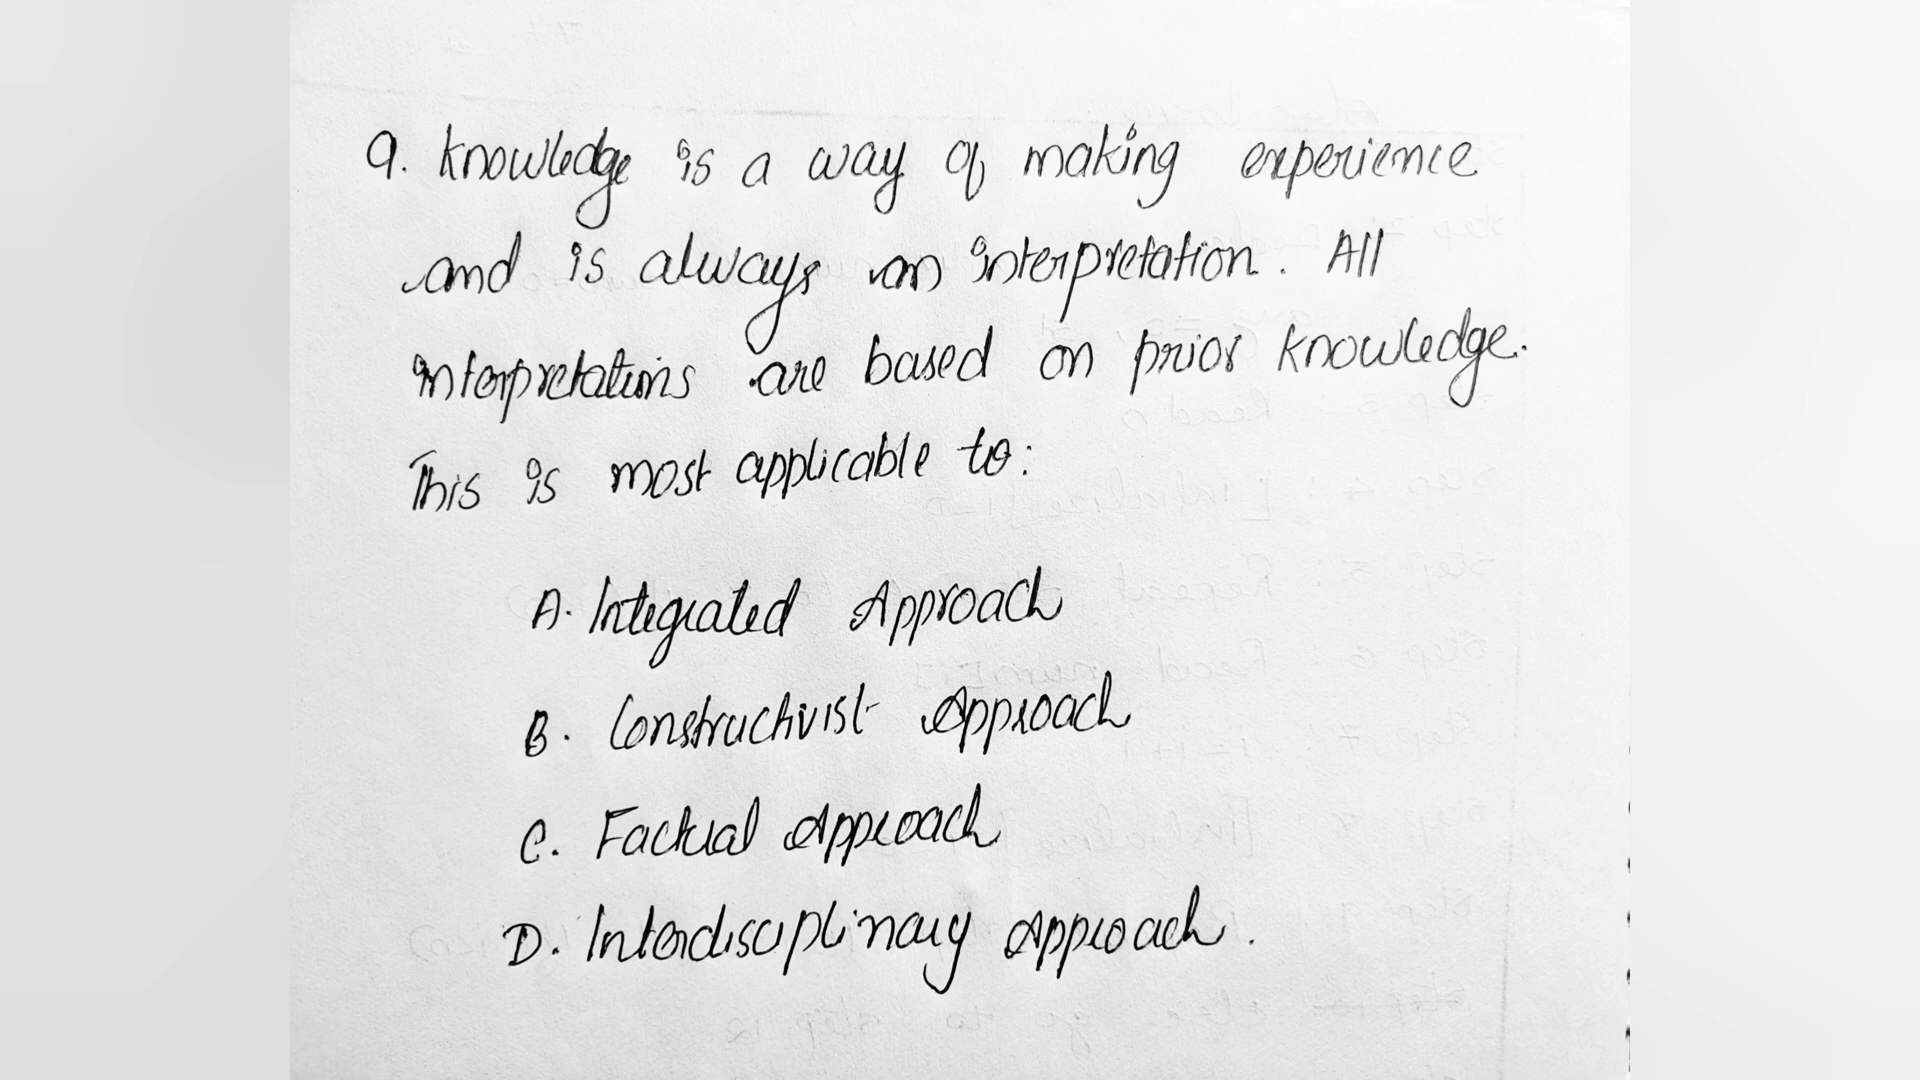 9. Knowledge is a way of making experience
and is always an interpretation. All
interpretations are based on prior knowledge.
This is most applicable to:
A. Integrated Approach
B. Constructivist Approach
C. Factual Approach
D. Interdisciplinary Approach.